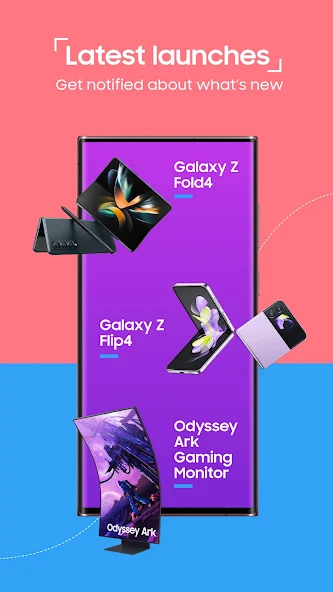 Latest launches
Get notified about what's new
Galaxy Z
Fold4
Galaxy Z
Flip4
Odyssey
Ark
Gaming
Monitor
Odyssey Ark